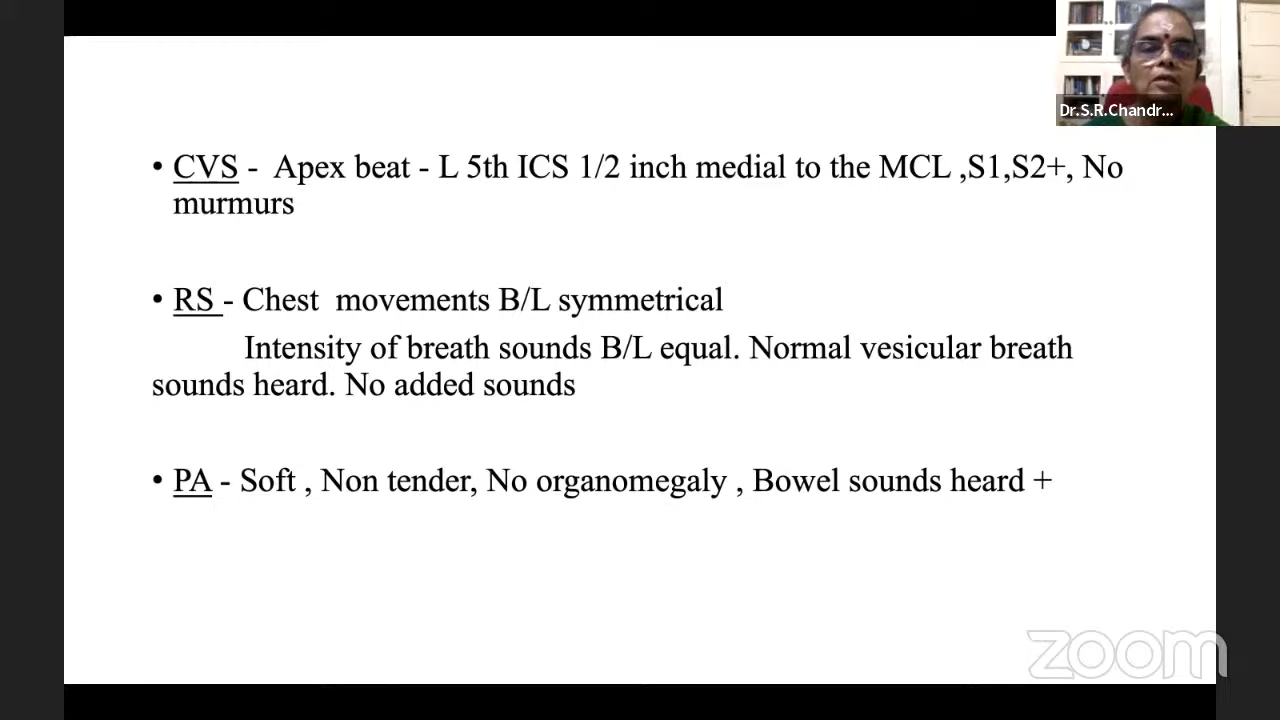 Dr.S.R.Chandr...
• CVS - Apex beat - L 5th ICS 1/2 inch medial to the MCL ,S1,S2+, No
murmurs
• RS - Chest movements B/L symmetrical
Intensity of breath sounds B/L equal. Normal vesicular breath
sounds heard. No added sounds
• PA - Soft , Non tender, No organomegaly , Bowel sounds heard +
zoom